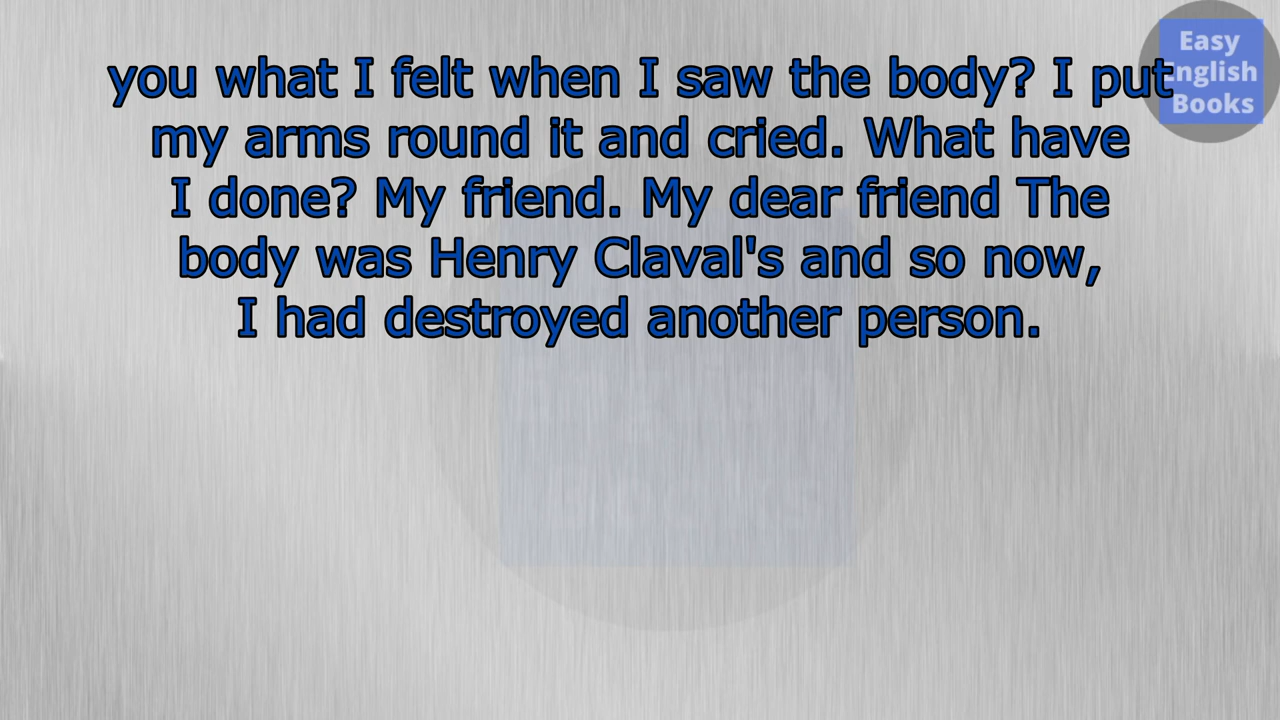 you what I felt when I saw the body? I put
my arms round it and cried. What have
I done? My friend. My dear friend The
body was Henry Claval's and so now,
I had destroyed another person.
Easy
English
Books